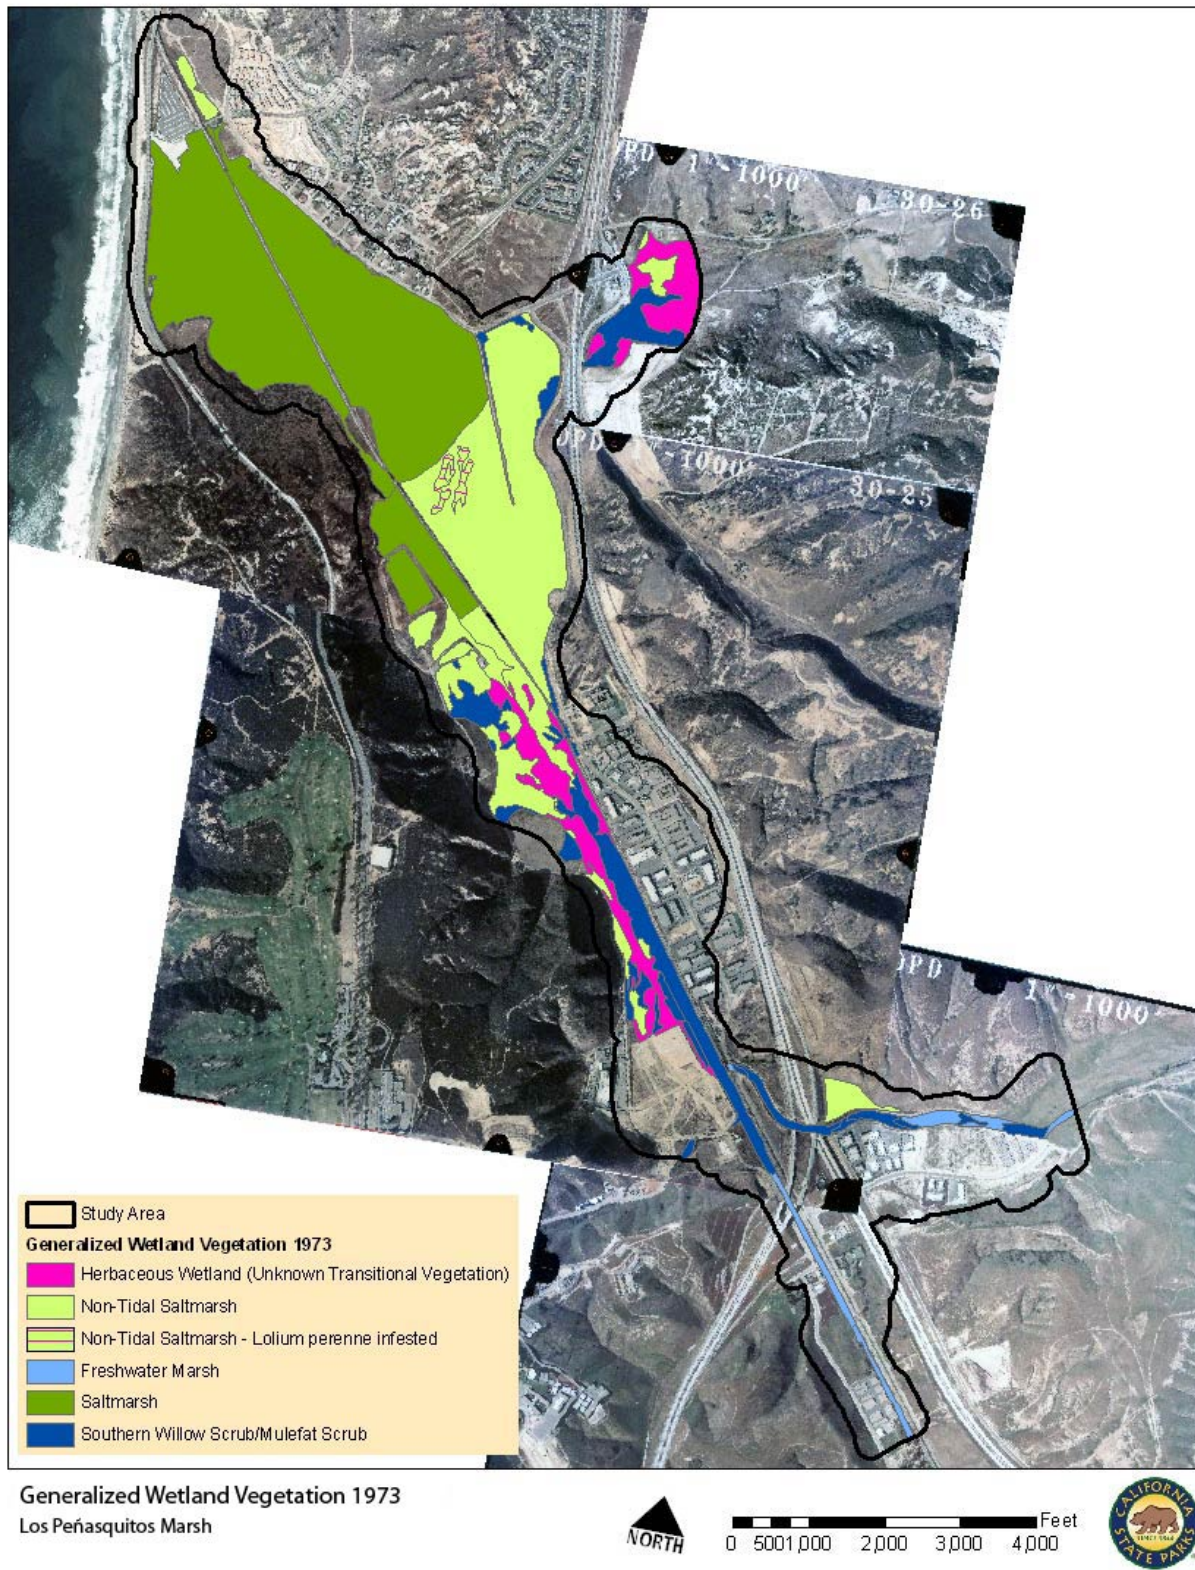 OPD 1"-1000'
30-26
OPD 1"-1000'
30-25
OPD 1"-1000'
Study Area
Generalized Wetland Vegetation 1973
Herbaceous Wetland (Unknown Transitional Vegetation)
Non-Tidal Saltmarsh
Non-Tidal Saltmarsh - Lolium perenne infested
Freshwater Marsh
Saltmarsh
Southern Willow Scrub/Mulefat Scrub
Generalized Wetland Vegetation 1973
Los Peñasquitos Marsh
NORTH
Feet
0 500 1,000 2,000 3,000 4,000
CALIFORNIA
STATE PARKS